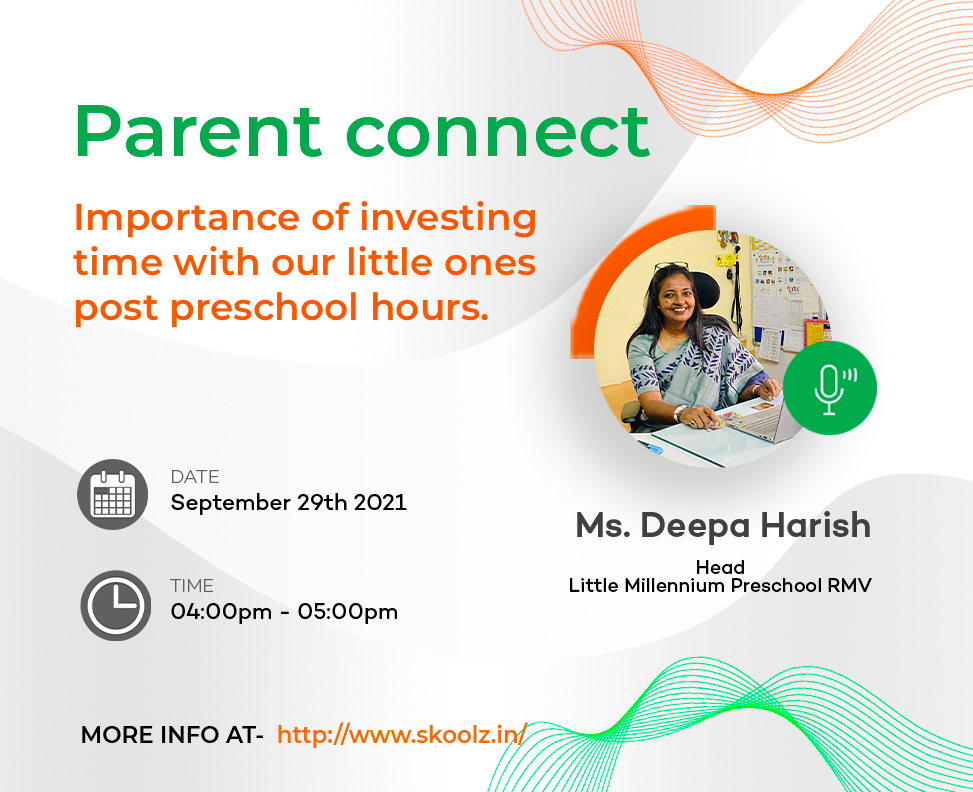 Parent connect
Importance of investing
time with our little ones
post preschool hours.
DATE
September 29th 2021
TIME
04:00pm - 05:00pm
Ms. Deepa Harish
Head
Little Millennium Preschool RMV
MORE INFO AT- http://www.skoolz.in/